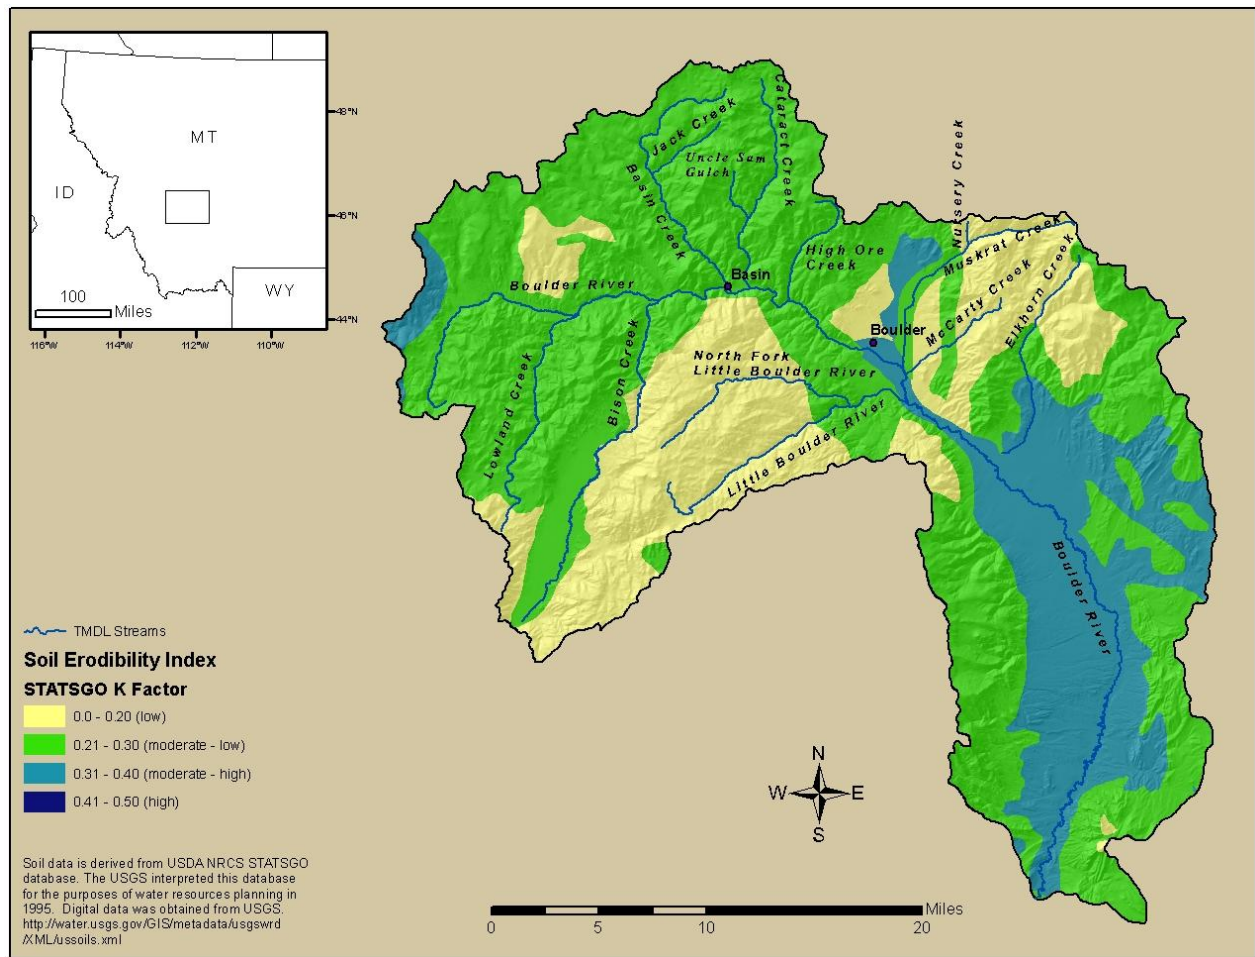 MT
ID
WY
100
Miles
48°N
46°N
44°N
116°W
114°W
112°W
110°W
Jack Creek
Cataract Creek
Uncle Sam
Gulch
Basin Creek
Nursery Creek
High Ore
Creek
Muskrat Creek
Basin
Boulder River
McCarty Creek
Elkhorn Creek
Boulder
North Fork
Little Boulder River
Bison Creek
Lowland Creek
Little Boulder River
Boulder River
TMDL Streams
Soil Erodibility Index
STATSGO K Factor
0.0 - 0.20 (low)
0.21 - 0.30 (moderate - low)
0.31 - 0.40 (moderate - high)
0.41 - 0.50 (high)
N
W E
S
Soil data is derived from USDA NRCS STATSGO
database. The USGS interpreted this database
for the purposes of water resources planning in
1995. Digital data was obtained from USGS.
http://water.usgs.gov/GIS/metadata/usgswrd
/XML/ussoils.xml
Miles
0 5 10 20